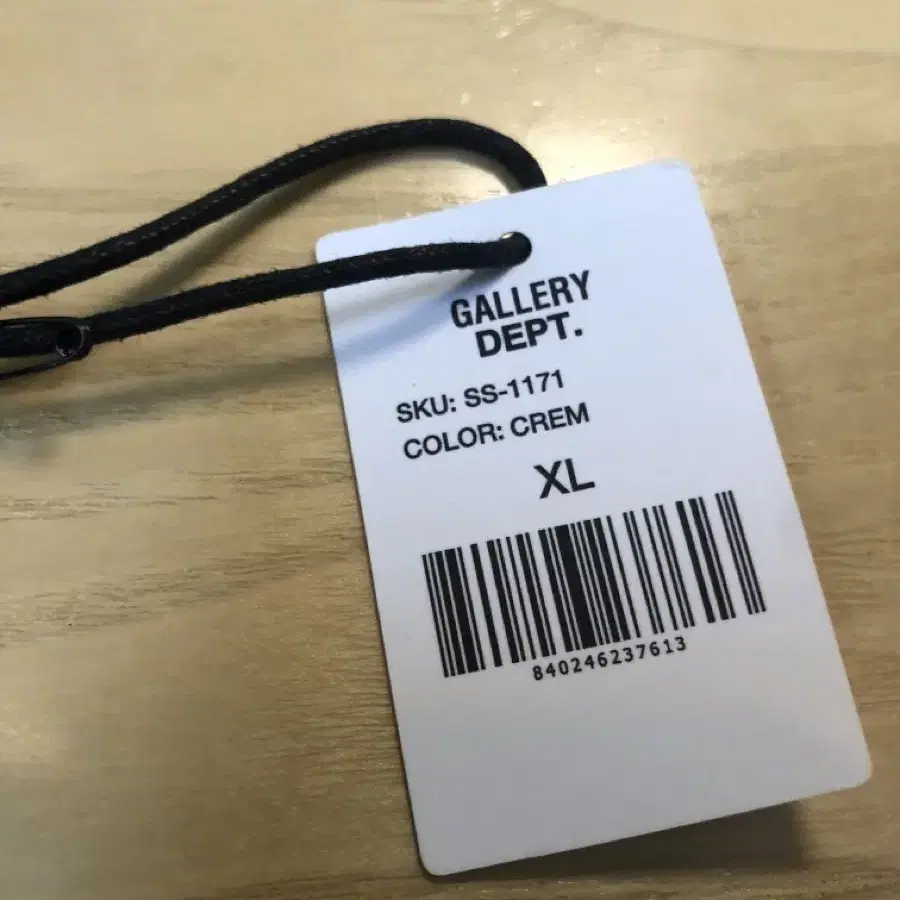 GALLERY
DEPT.
SKU: SS-1171
COLOR: CREM
XL
840246237613